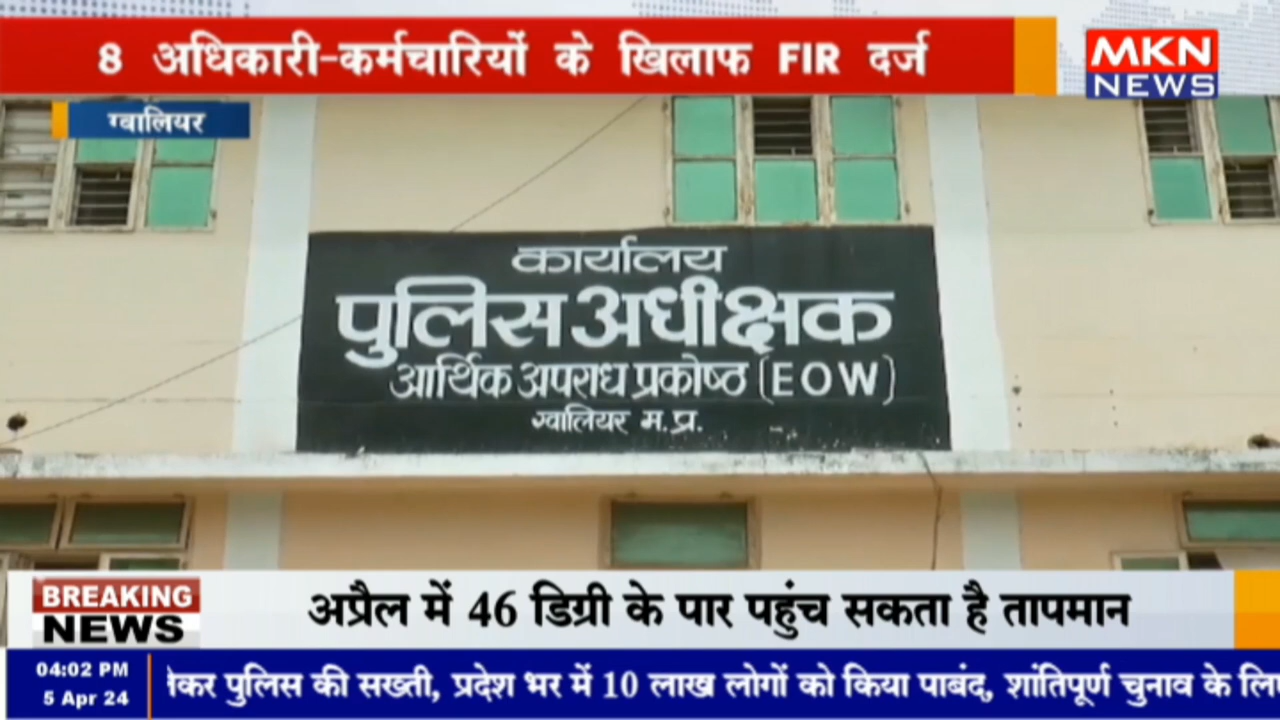 8 अधिकारी-कर्मचारियों के खिलाफ FIR दर्ज
MKN
NEWS
ग्वालियर
कार्यालय
पुलिस अधीक्षक
आर्थिक अपराध प्रकोष्ठ (EOW)
ग्वालियर म.प्र.
BREAKING
NEWS
अप्रैल में 46 डिग्री के पार पहुंच सकता है तापमान
04:02 PM
5 Apr 24
पुलिस की सख्ती, प्रदेश भर में 10 लाख लोगों को किया पाबंद, शांतिपूर्ण चुनाव के